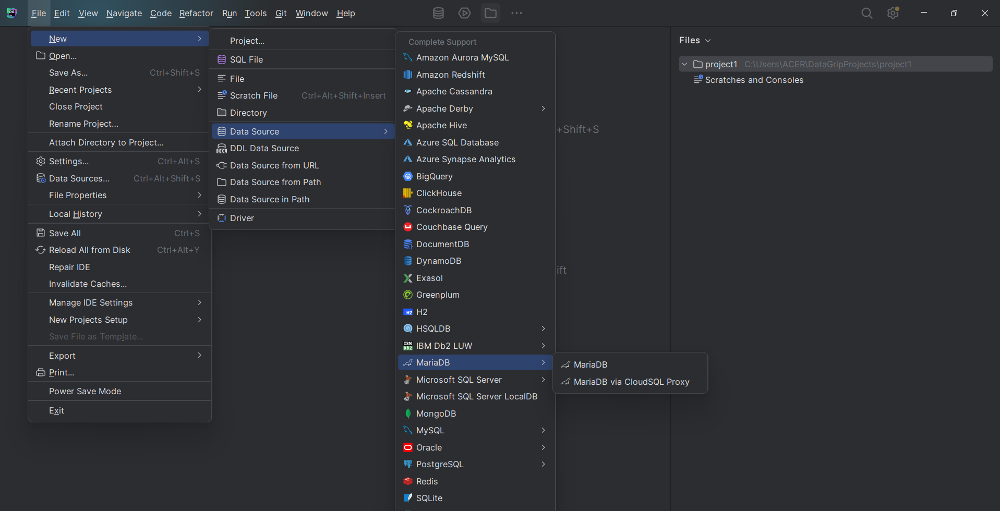 DG
File Edit View Navigate Code Refactor Run Tools Git Window Help
New
Open...
Save As... Ctrl+Shift+S
Recent Projects
Close Project
Rename Project...
Attach Directory to Project...
Settings... Ctrl+Alt+S
Data Sources... Ctrl+Alt+Shift+S
File Properties
Local History
Save All Ctrl+S
Reload All from Disk Ctrl+Alt+Y
Repair IDE
Invalidate Caches...
Manage IDE Settings
New Projects Setup
Save File as Template...
Export
Print...
Power Save Mode
Exit
Project...
SQL File
File
Scratch File Ctrl+Alt+Shift+Insert
Directory
Data Source
DDL Data Source
Data Source from URL
Data Source from Path
Data Source in Path
Driver
Complete Support
Amazon Aurora MySQL
Amazon Redshift
Apache Cassandra
Apache Derby
Apache Hive
Azure SQL Database
Azure Synapse Analytics
BigQuery
ClickHouse
CockroachDB
Couchbase Query
DocumentDB
DynamoDB
Exasol
Greenplum
H2 H2
HSQLDB
IBM DB2 IBM Db2 LUW
MariaDB
Microsoft SQL Server
Microsoft SQL Server LocalDB
MongoDB
MySQL
Oracle
PostgreSQL
Redis
SQLite
MariaDB
MariaDB via CloudSQL Proxy
+Shift+S
ift
Files
project1 C:\Users\ACER\DataGripProjects\project1
Scratches and Consoles